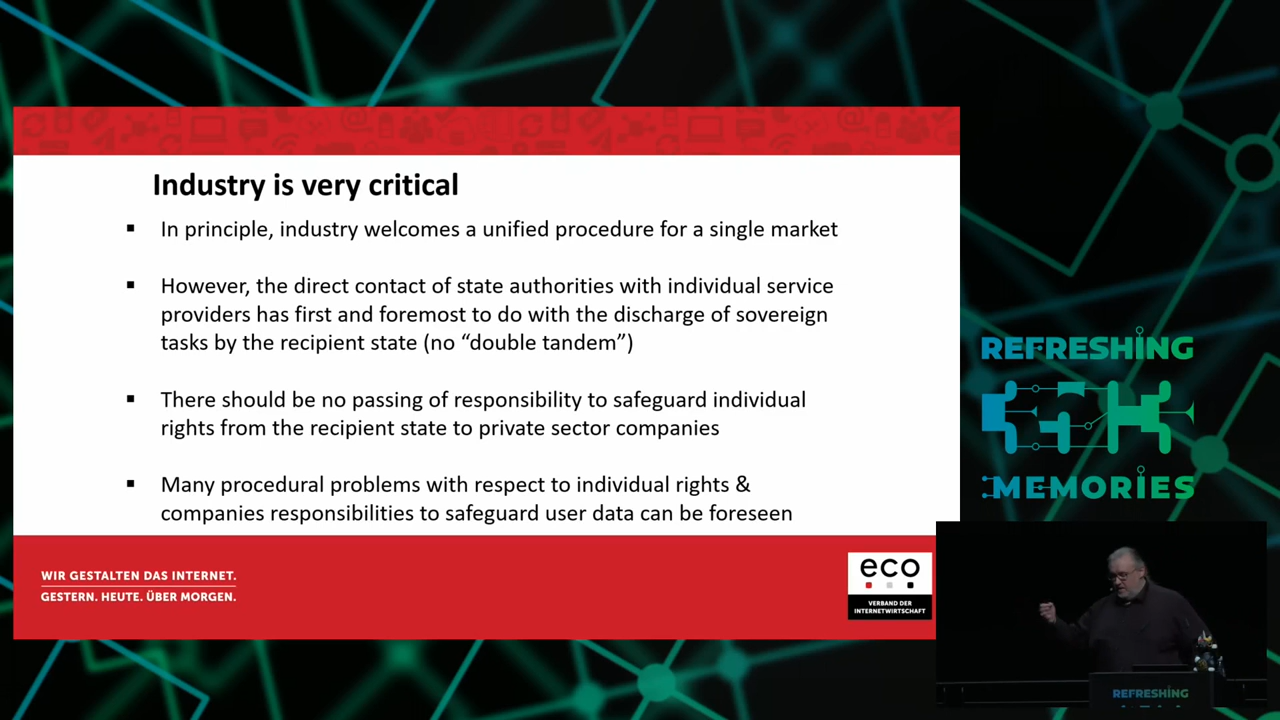 Industry is very critical
▪ In principle, industry welcomes a unified procedure for a single market
▪ However, the direct contact of state authorities with individual service
providers has first and foremost to do with the discharge of sovereign
tasks by the recipient state (no “double tandem”)
▪ There should be no passing of responsibility to safeguard individual
rights from the recipient state to private sector companies
▪ Many procedural problems with respect to individual rights &
companies responsibilities to safeguard user data can be foreseen
WIR GESTALTEN DAS INTERNET.
GESTERN. HEUTE. ÜBER MORGEN.
eco
VERBAND DER
INTERNETWIRTSCHAFT
REFRESHING
MEMORIES
REFRESHING